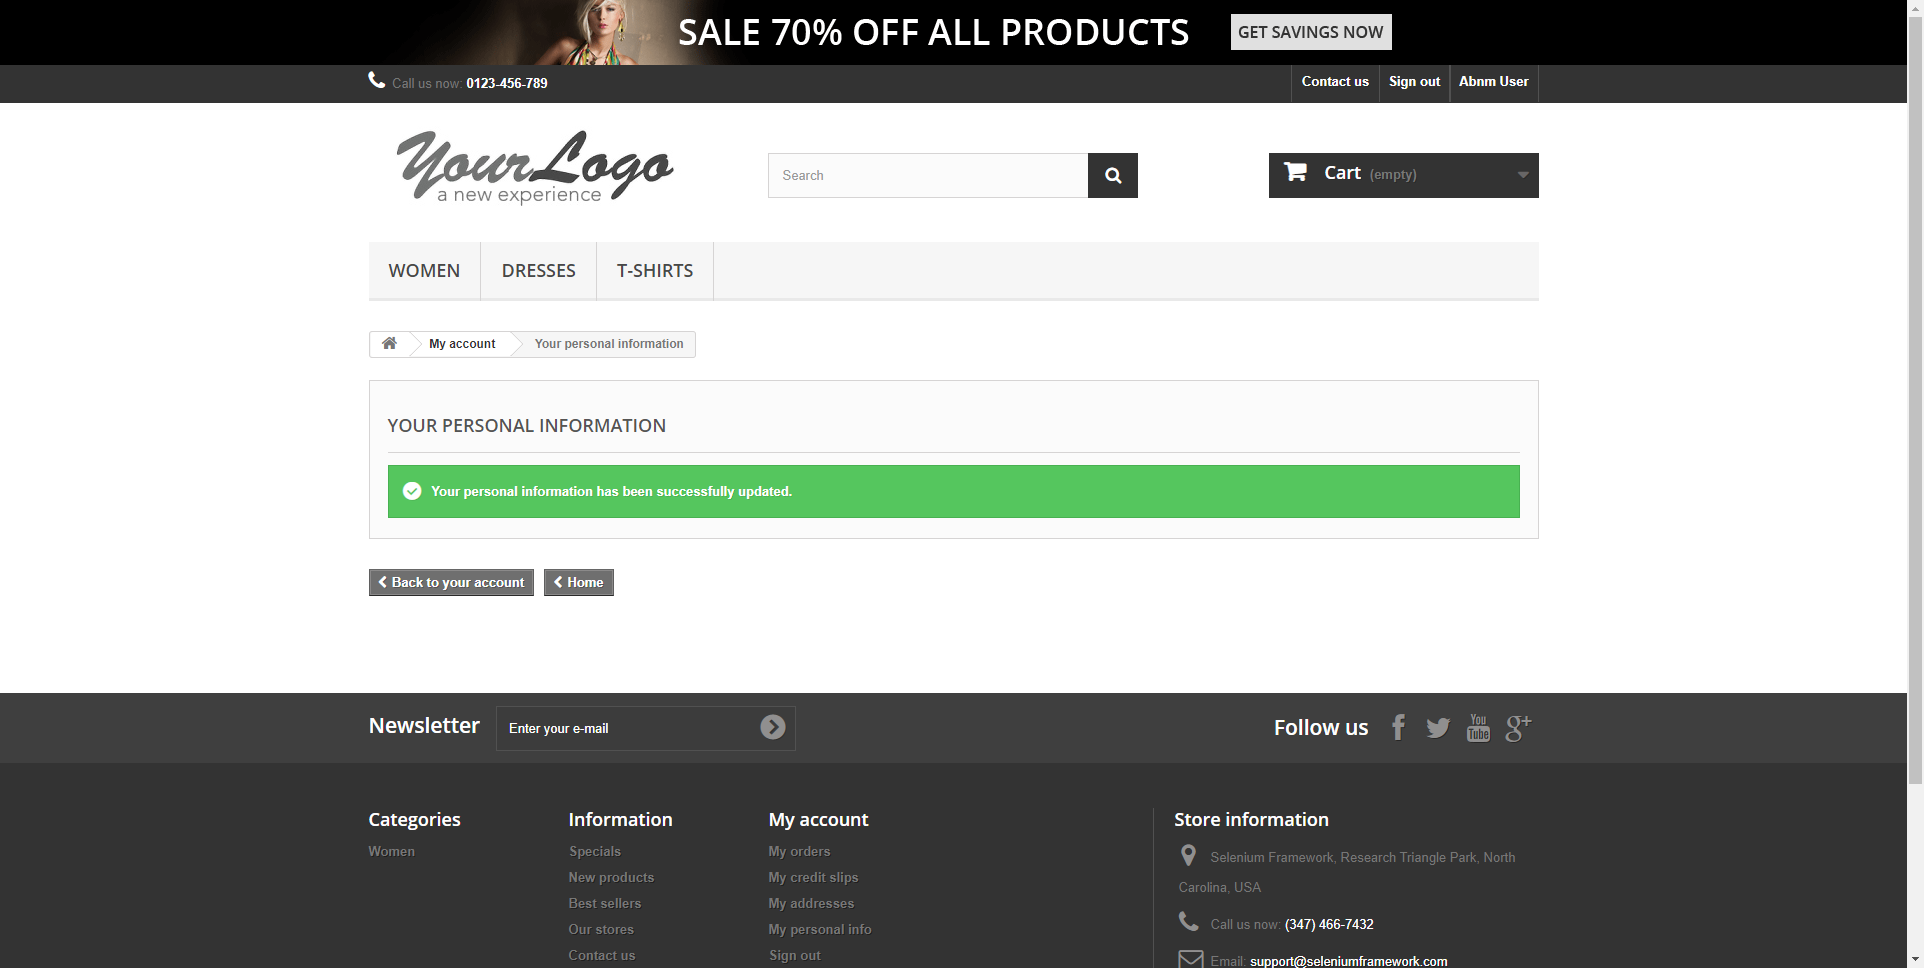 SALE 70% OFF ALL PRODUCTS GET SAVINGS NOW
Call us now: 0123-456-789 Contact us Sign out Abnm User
YourLogo
a new experience
Search
Cart (empty)
WOMEN DRESSES T-SHIRTS
My account Your personal information
YOUR PERSONAL INFORMATION
Your personal information has been successfully updated.
Back to your account Home
Newsletter Enter your e-mail Follow us
You
Tube
g+
Categories
Women
Information
Specials
New products
Best sellers
Our stores
Contact us
My account
My orders
My credit slips
My addresses
My personal info
Sign out
Store information
Selenium Framework, Research Triangle Park, North
Carolina, USA
Call us now: (347) 466-7432
Email: support@seleniumframework.com